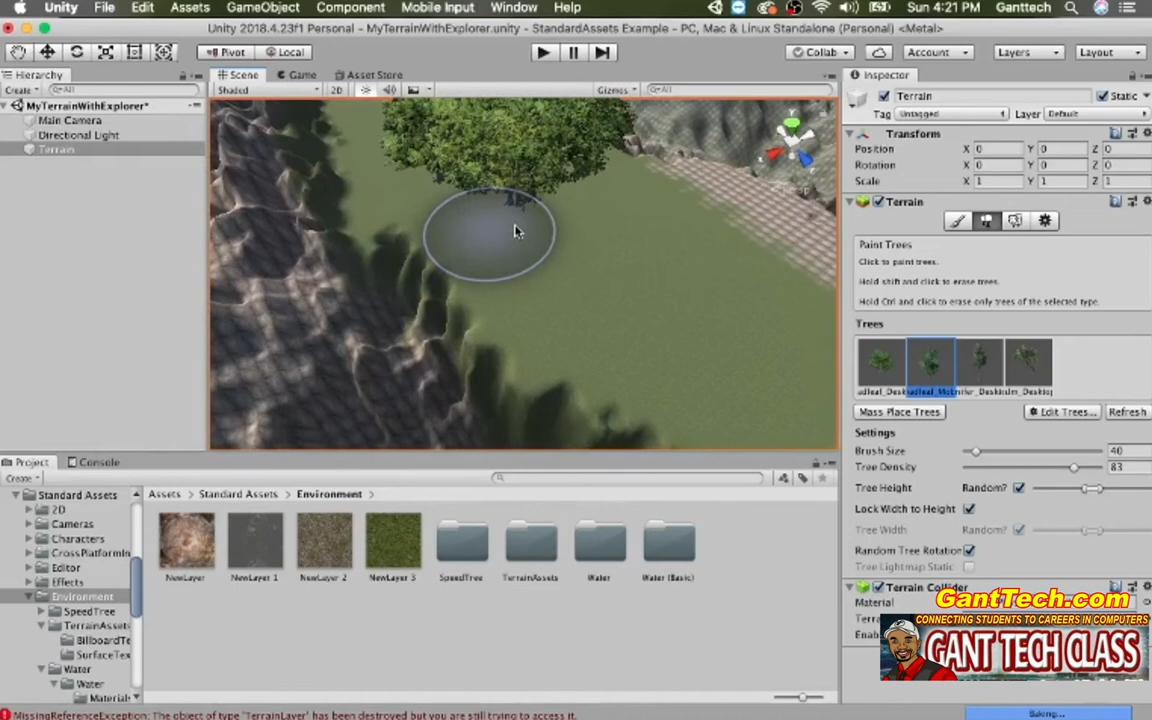 Unity File Edit Assets GameObject Component Mobile Input Window Help Sun 4:21 PM Ganttech
Unity 2018.4.23f1 Personal - MyTerrainWithExplorer.unity - StandardAssets Example - PC, Mac & Linux Standalone (Personal) <Metal>
Pivot Local Collab Account Layers Layout
Hierarchy Scene Game Asset Store Inspector
Create All Shaded 2D Gizmos All Terrain Static
MyTerrainWithExplorer*
Main Camera
Directional Light
Terrain
Persp
Tag Untagged Layer Default
Transform
Position X 0 Y 0 Z 0
Rotation X 0 Y 0 Z 0
Scale X 1 Y 1 Z 1
Terrain
Paint Trees
Click to paint trees.
Hold shift and click to erase trees.
Hold Ctrl and click to erase only trees of the selected type.
Trees
Mass Place Trees Edit Trees... Refresh
Settings
Brush Size 40
Tree Density 83
Tree Height Random?
Lock Width to Height
Tree Width Random?
Random Tree Rotation
Tree Lightmap Static
Terrain Collider
Material
Project Console
Create
Standard Assets
2D
Cameras
Characters
CrossPlatformIn
Editor
Effects
Environment
SpeedTree
TerrainAssets
BillboardTe
SurfaceTex
Water
Water
Materials
Assets > Standard Assets > Environment >
NewLayer NewLayer 1 NewLayer 2 NewLayer 3 SpeedTree TerrainAssets Water Water (Basic)
GantTech.com
CONNECTING STUDENTS TO CAREERS IN COMPUTERS
GANT TECH CLASS
MissingReferenceException: The object of type 'TerrainLayer' has been destroyed but you are still trying to access it.
Baking...